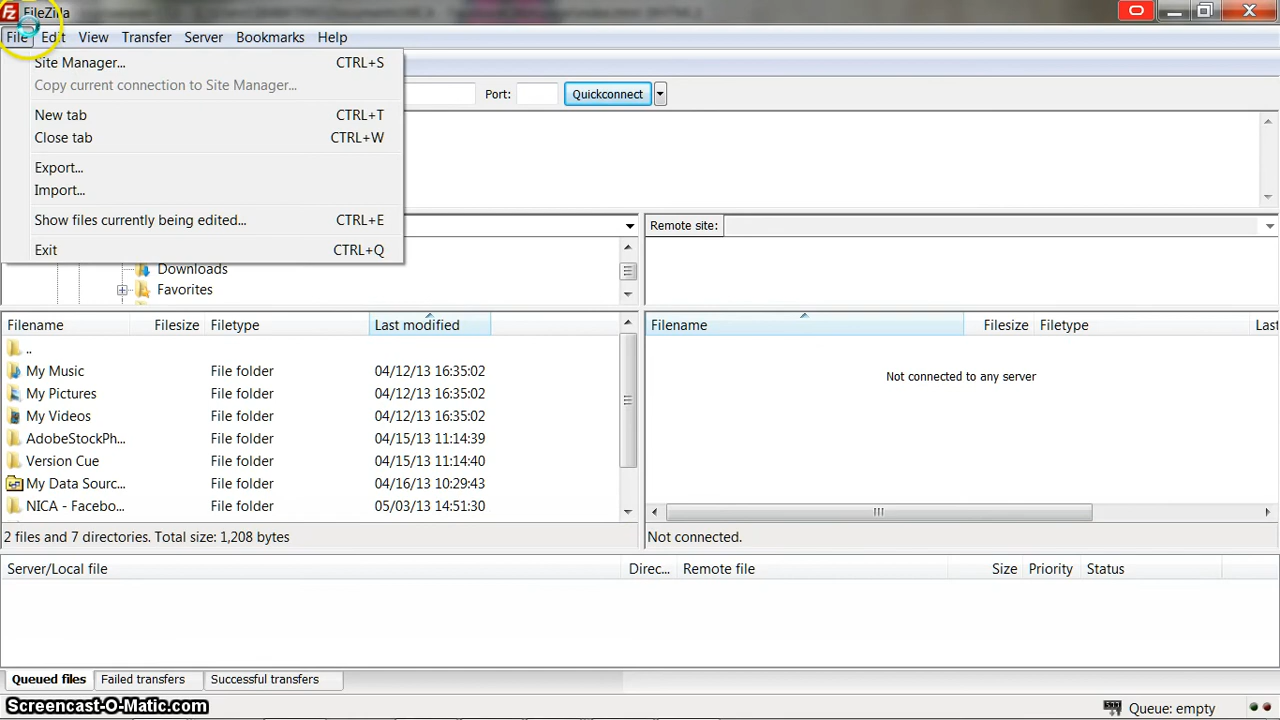 FileZilla
File Edit View Transfer Server Bookmarks Help
Site Manager... CTRL+S
Copy current connection to Site Manager...
New tab CTRL+T
Close tab CTRL+W
Export...
Import...
Show files currently being edited... CTRL+E
Exit CTRL+Q
Port: Quickconnect
Remote site:
Downloads
Favorites
Filename Filesize Filetype Last modified
..
My Music File folder 04/12/13 16:35:02
My Pictures File folder 04/12/13 16:35:02
My Videos File folder 04/12/13 16:35:02
AdobeStockPh... File folder 04/15/13 11:14:39
Version Cue File folder 04/15/13 11:14:40
My Data Sourc... File folder 04/16/13 10:29:43
NICA - Facebo... File folder 05/03/13 14:51:30
2 files and 7 directories. Total size: 1,208 bytes
Filename Filesize Filetype Last
Not connected to any server
Not connected.
Server/Local file Direc... Remote file Size Priority Status
Queued files Failed transfers Successful transfers
Screencast-O-Matic.com
Queue: empty